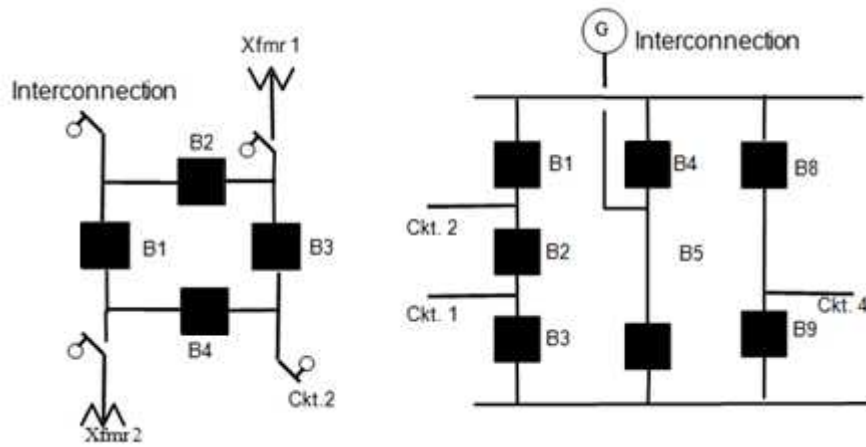 Xfmr 1
Interconnection
B2
B1
B3
B4
Ckt.2
Xfmr 2
G
Interconnection
B1
B4
B8
Ckt. 2
B2
B5
Ckt. 1
Ckt. 4
B3
B9